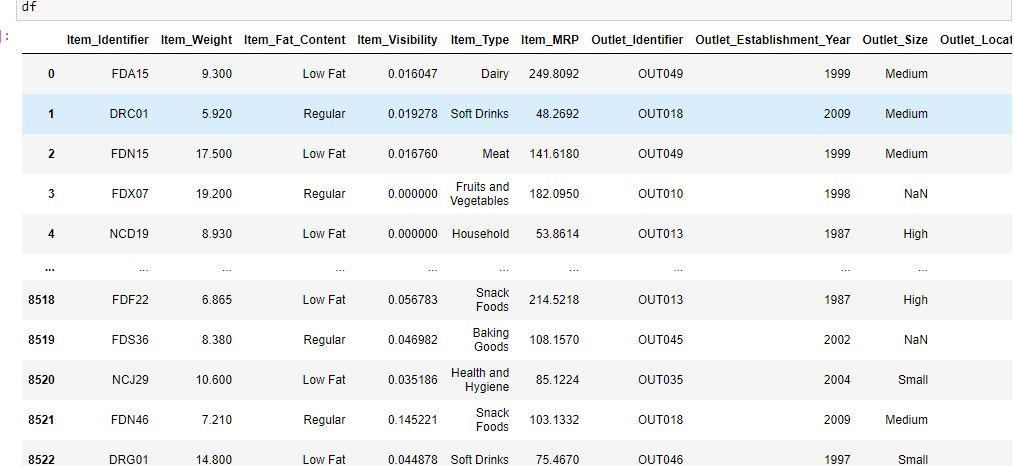 df
]:
Item_Identifier Item_Weight Item_Fat_Content Item_Visibility Item_Type Item_MRP Outlet_Identifier Outlet_Establishment_Year Outlet_Size Outlet_Locat
0 FDA15 9.300 Low Fat 0.016047 Dairy 249.8092 OUT049 1999 Medium
1 DRC01 5.920 Regular 0.019278 Soft Drinks 48.2692 OUT018 2009 Medium
2 FDN15 17.500 Low Fat 0.016760 Meat 141.6180 OUT049 1999 Medium
3 FDX07 19.200 Regular 0.000000 Fruits and Vegetables 182.0950 OUT010 1998 NaN
4 NCD19 8.930 Low Fat 0.000000 Household 53.8614 OUT013 1987 High
... ... ... ... ... ... ... ... ... ...
8518 FDF22 6.865 Low Fat 0.056783 Snack Foods 214.5218 OUT013 1987 High
8519 FDS36 8.380 Regular 0.046982 Baking Goods 108.1570 OUT045 2002 NaN
8520 NCJ29 10.600 Low Fat 0.035186 Health and Hygiene 85.1224 OUT035 2004 Small
8521 FDN46 7.210 Regular 0.145221 Snack Foods 103.1332 OUT018 2009 Medium
8522 DRG01 14.800 Low Fat 0.044878 Soft Drinks 75.4670 OUT046 1997 Small